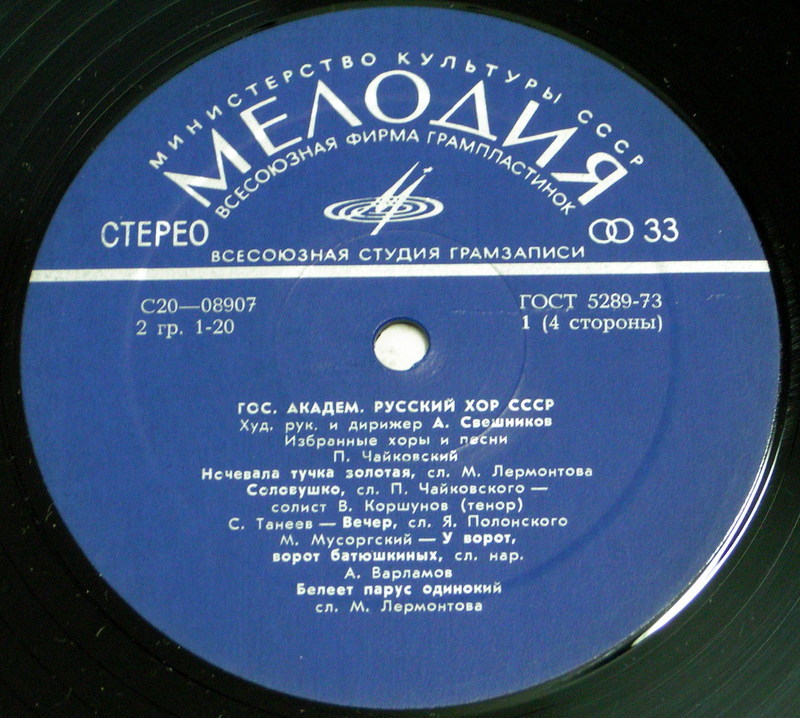 МИНИСТЕРСТВО КУЛЬТУРЫ СССР
МЕЛОДИЯ
ВСЕСОЮЗНАЯ ФИРМА ГРАМПЛАСТИНОК
СТЕРЕО
33
ВСЕСОЮЗНАЯ СТУДИЯ ГРАМЗАПИСИ
С20—08907
ГОСТ 5289-73
2 гр. 1-20
1 (4 стороны)
ГОС. АКАДЕМ. РУССКИЙ ХОР СССР
Худ. рук. и дирижер А. Свешников
Избранные хоры и песни
П. Чайковский
Ночевала тучка золотая, сл. М. Лермонтова
Соловушко, сл. П. Чайковского —
солист В. Коршунов (тенор)
С. Танеев — Вечер, сл. Я. Полонского
М. Мусоргский — У ворот,
ворот батюшкиных, сл. нар.
А. Варламов
Белеет парус одинокий
сл. М. Лермонтова